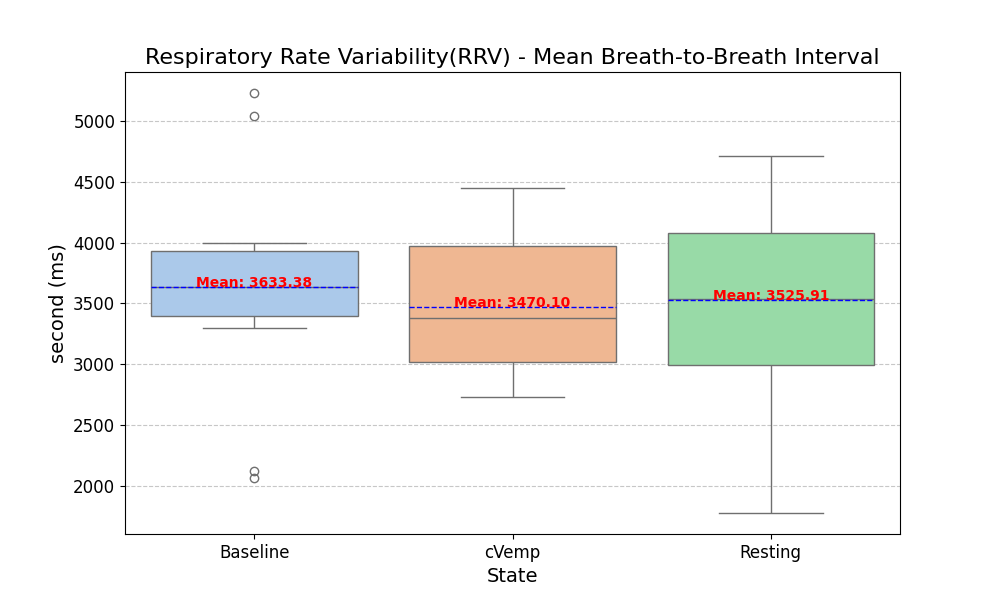 Respiratory Rate Variability(RRV) - Mean Breath-to-Breath Interval
second (ms)
5000
4500
4000
3500
3000
2500
2000
Mean: 3633.38
Mean: 3470.10
Mean: 3525.91
Baseline
cVemp
Resting
State